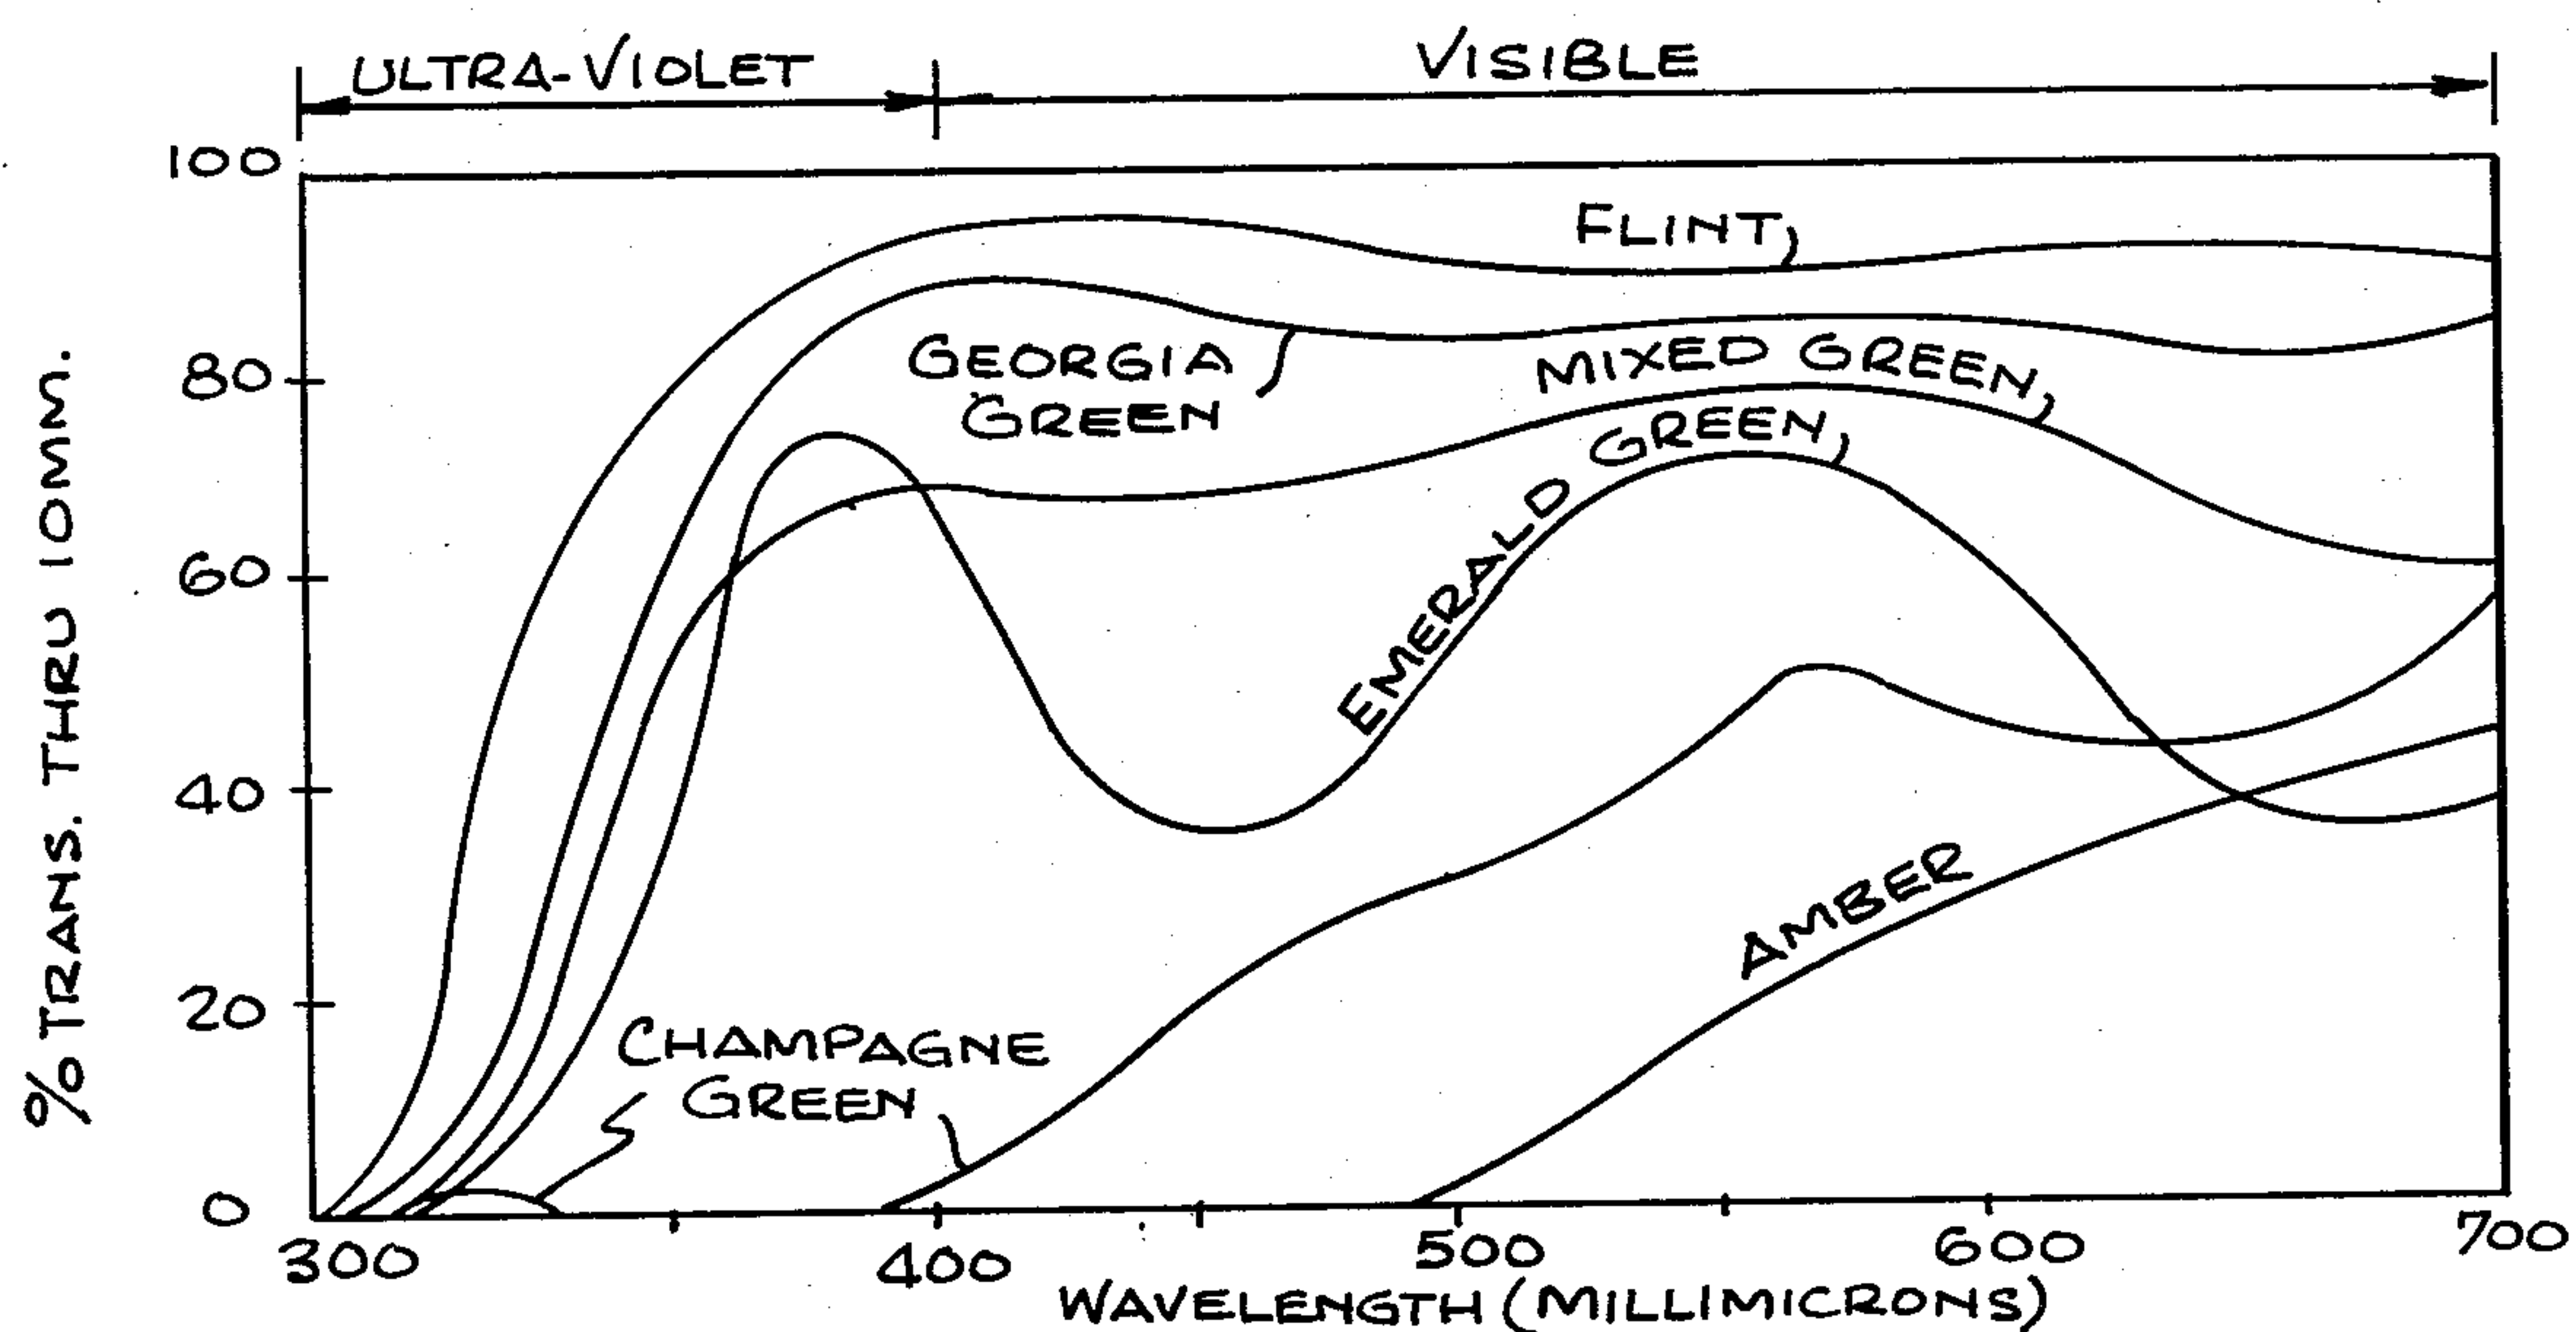 ULTRA-VIOLET VISIBLE
100
FLINT
GEORGIA
GREEN
MIXED GREEN
80
EMERALD GREEN
60
40
AMBER
20
CHAMPAGNE
GREEN
0
300 400 500 600 700
WAVELENGTH (MILLIMICRONS)
% TRANS. THRU 10MM.